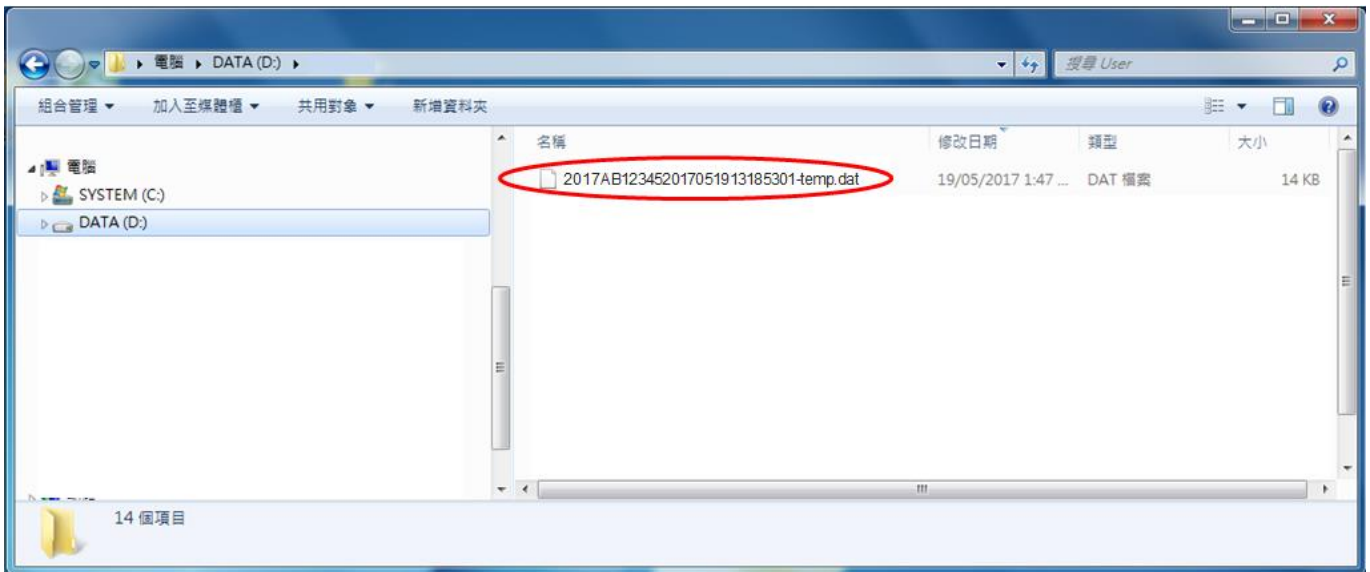 電腦 ▸ DATA (D:) ▸ 搜尋 User
組合管理 加入至媒體櫃 共用對象 新增資料夾
名稱 修改日期 類型 大小
電腦
SYSTEM (C:)
DATA (D:)
2017AB123452017051913185301-temp.dat 19/05/2017 1:47 ... DAT 檔案 14 KB
14 個項目